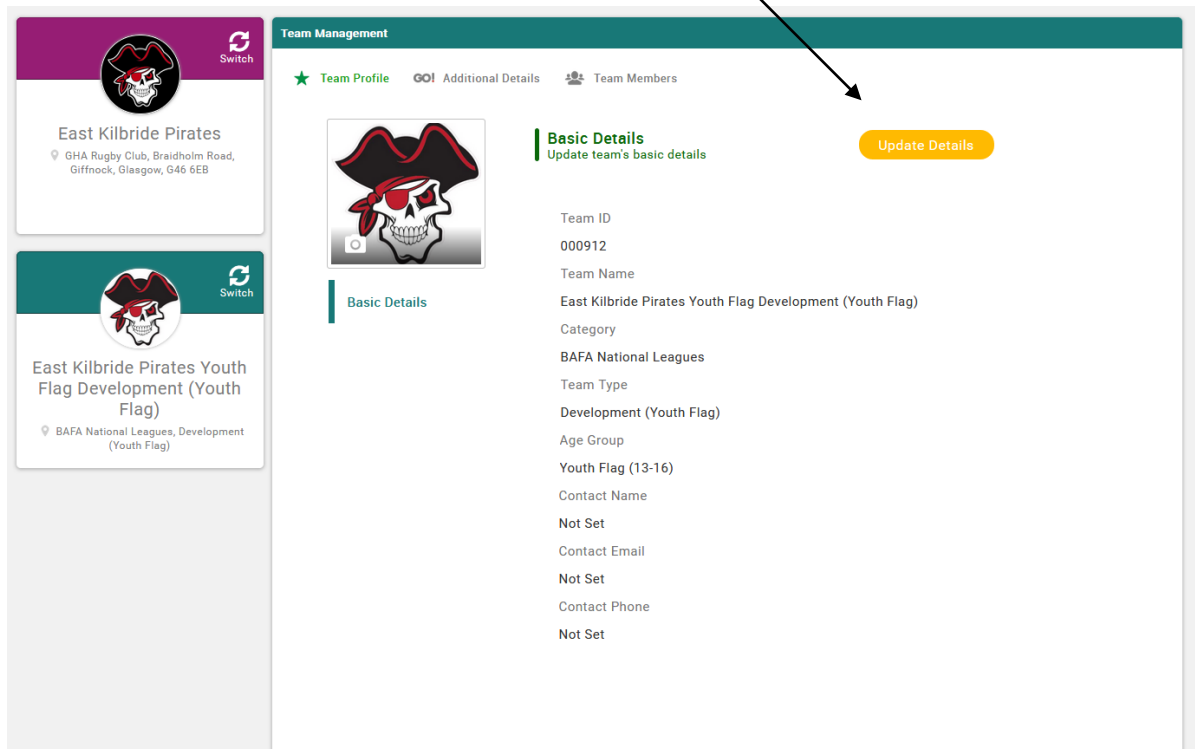 Switch
East Kilbride Pirates
GHA Rugby Club, Braidholm Road,
Giffnock, Glasgow, G46 6EB
Switch
East Kilbride Pirates Youth
Flag Development (Youth
Flag)
BAFA National Leagues, Development
(Youth Flag)
Team Management
Team Profile GO! Additional Details Team Members
Basic Details
Basic Details
Update team's basic details
Update Details
Team ID
000912
Team Name
East Kilbride Pirates Youth Flag Development (Youth Flag)
Category
BAFA National Leagues
Team Type
Development (Youth Flag)
Age Group
Youth Flag (13-16)
Contact Name
Not Set
Contact Email
Not Set
Contact Phone
Not Set